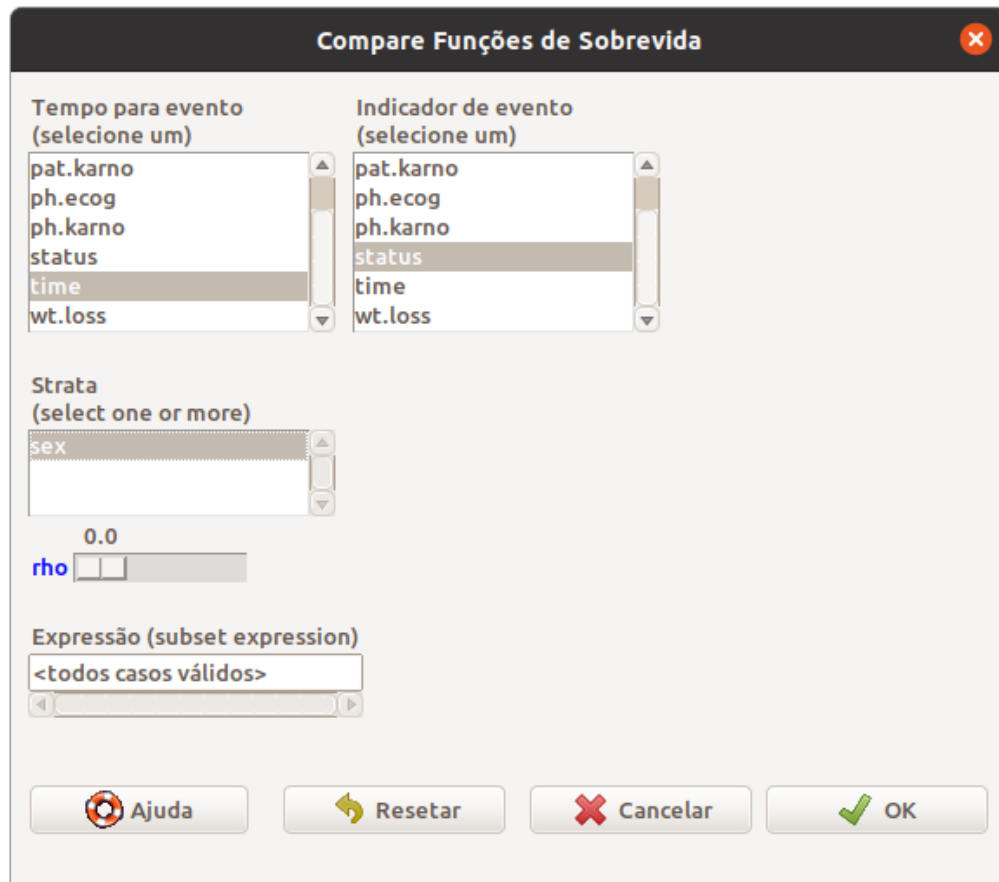 Compare Funções de Sobrevida
Tempo para evento
(selecione um)
pat.karno
ph.ecog
ph.karno
status
time
wt.loss
Indicador de evento
(selecione um)
pat.karno
ph.ecog
ph.karno
status
time
wt.loss
Strata
(select one or more)
sex
0.0
rho
Expressão (subset expression)
<todos casos válidos>
Ajuda
Resetar
Cancelar
OK